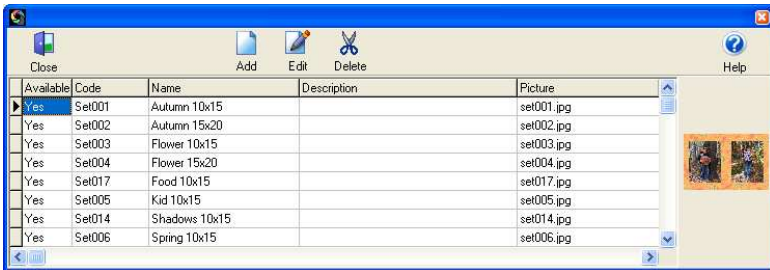 Close Add Edit Delete Help
Available Code Name Description Picture
Yes Set001 Autumn 10x15 set001.jpg
Yes Set002 Autumn 15x20 set002.jpg
Yes Set003 Flower 10x15 set003.jpg
Yes Set004 Flower 15x20 set004.jpg
Yes Set017 Food 10x15 set017.jpg
Yes Set005 Kid 10x15 set005.jpg
Yes Set014 Shadows 10x15 set014.jpg
Yes Set006 Spring 10x15 set006.jpg